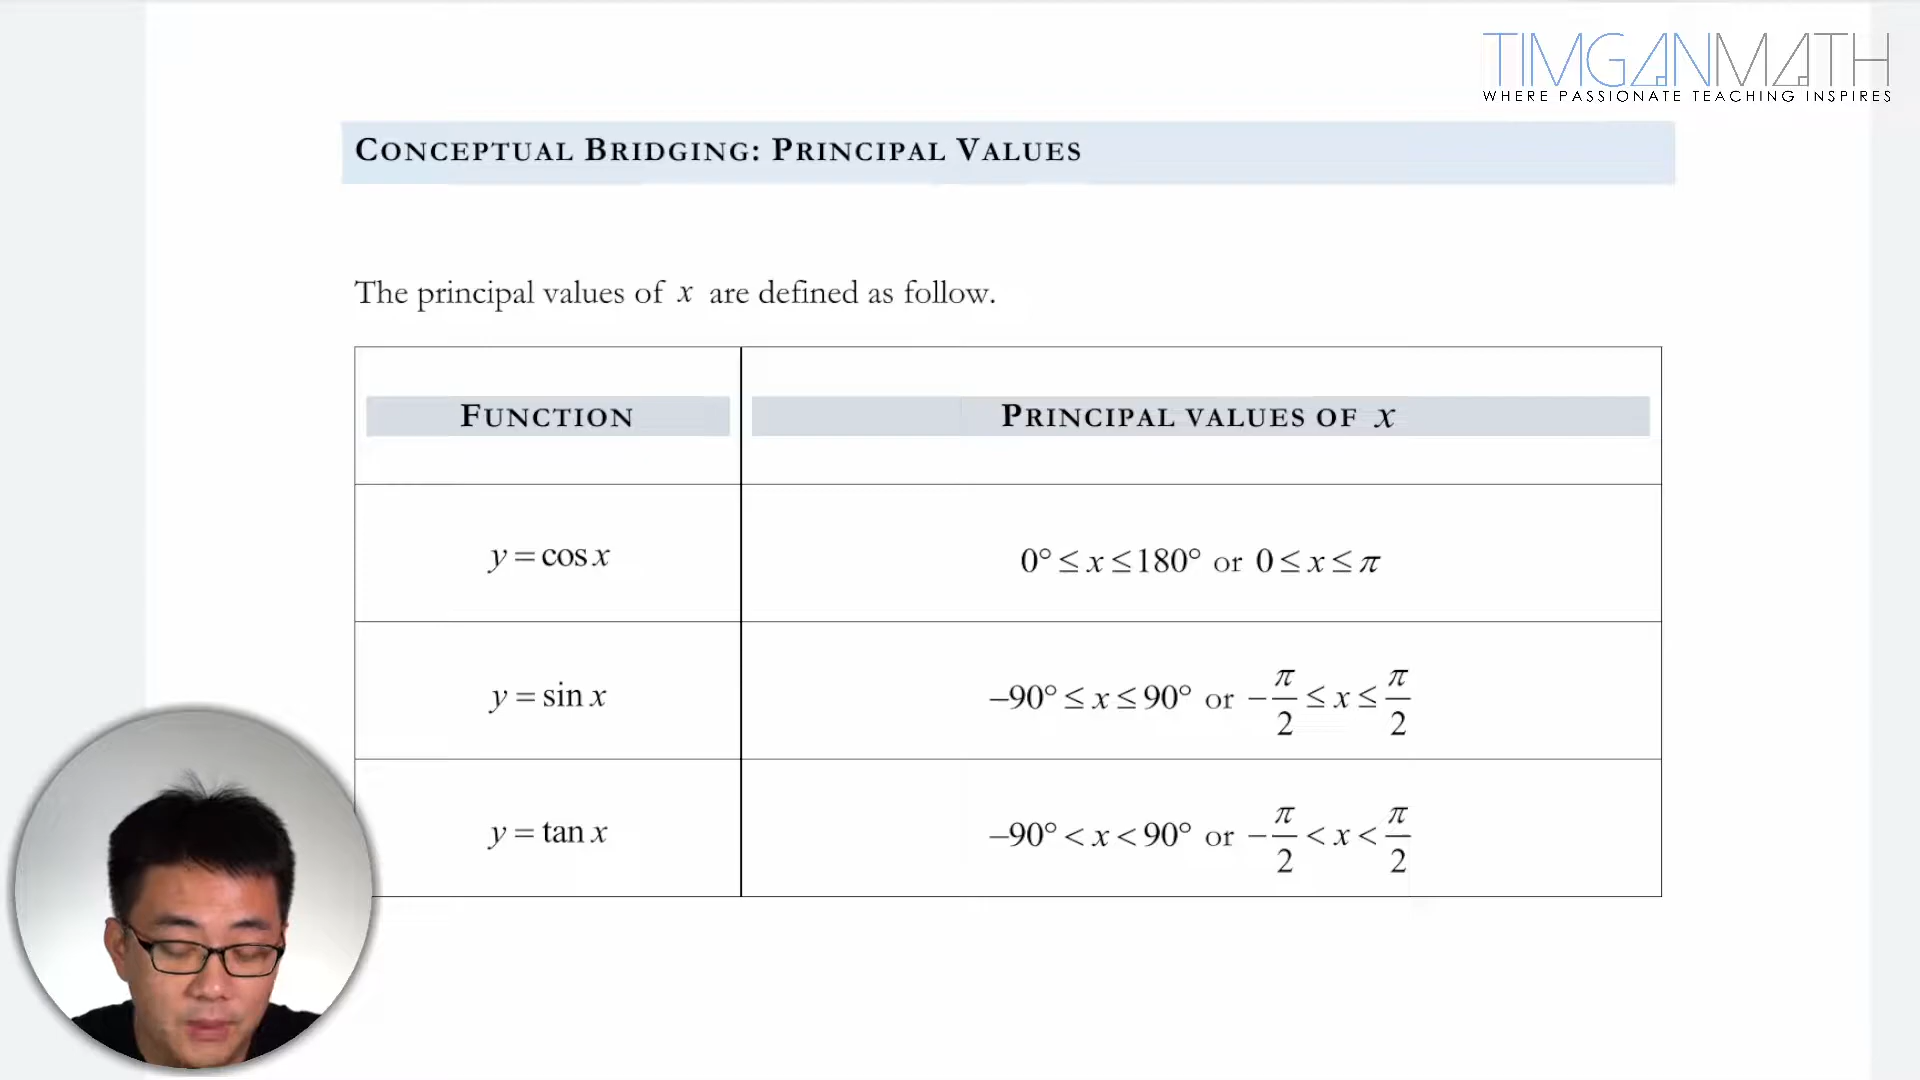 TIMGANMATH
WHERE PASSIONATE TEACHING INSPIRES
CONCEPTUAL BRIDGING: PRINCIPAL VALUES
The principal values of x are defined as follow.
FUNCTION PRINCIPAL VALUES OF x
y = cos x 0° ≤ x ≤ 180° or 0 ≤ x ≤ π
y = sin x –90° ≤ x ≤ 90° or –π/2 ≤ x ≤ π/2
y = tan x –90° < x < 90° or –π/2 < x < π/2